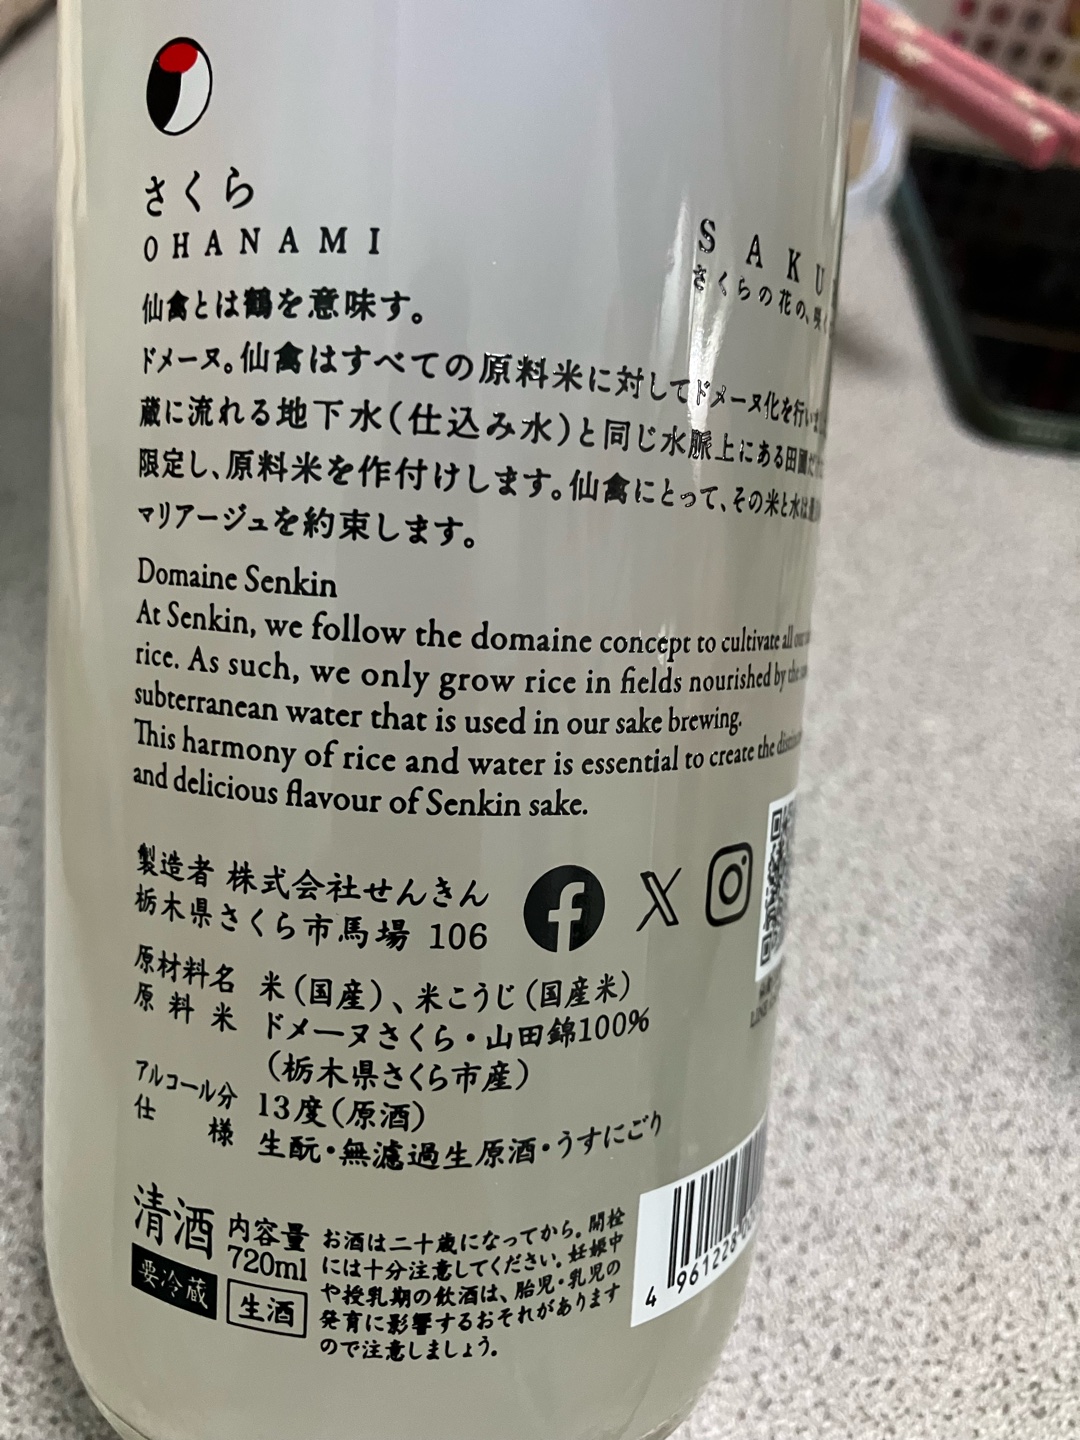 さくら
OHANAMI
SAKU
さくらの花の、咲く
仙禽とは鶴を意味す。
ドメーヌ。仙禽はすべての原料米に対してドメーヌ化を行い
蔵に流れる地下水(仕込み水)と同じ水脈上にある田圃だけに
限定し、原料米を作付けします。仙禽にとって、その米と水は最
マリアージュを約束します。
Domaine Senkin
At Senkin, we follow the domaine concept to cultivate all our
rice. As such, we only grow rice in fields nourished by the
subterranean water that is used in our sake brewing.
This harmony of rice and water is essential to create the
and delicious flavour of Senkin sake.
製造者 株式会社せんきん
栃木県さくら市馬場 106
原材料名 米(国産)、米こうじ(国産米)
原料米 ドメーヌさくら・山田錦100%
(栃木県さくら市産)
アルコール分 13度(原酒)
仕様 生酛・無濾過生原酒・うすにごり
清酒 内容量
720ml
要冷蔵 生酒
お酒は二十歳になってから。開栓
には十分注意してください。妊娠中
や授乳期の飲酒は、胎児・乳児の
発育に影響するおそれがあります
ので注意しましょう。
4 961228